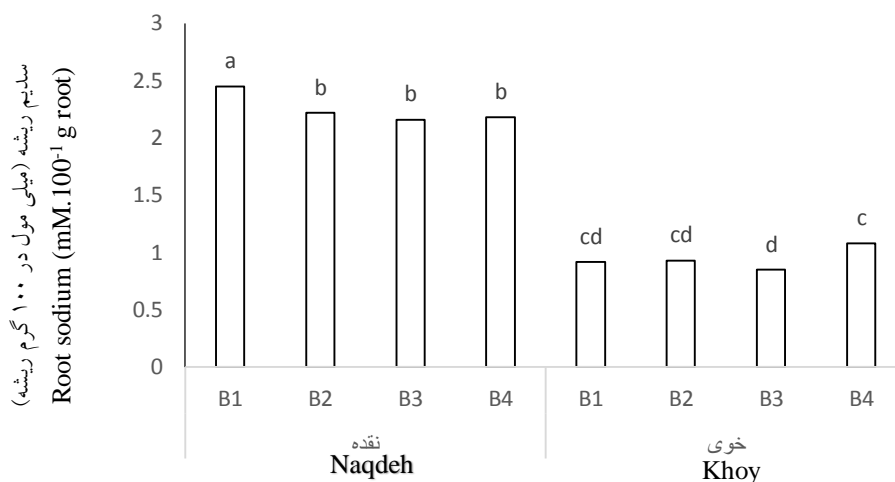 سدیم ریشه (میلی مول در ۱۰۰ گرم ریشه)
Root sodium (mM.100-1 g root)
3
2.5
2
1.5
1
0.5
0
a
b
b
b
cd
cd
d
c
B1 B2 B3 B4 B1 B2 B3 B4
نقده خوی
Naqdeh Khoy